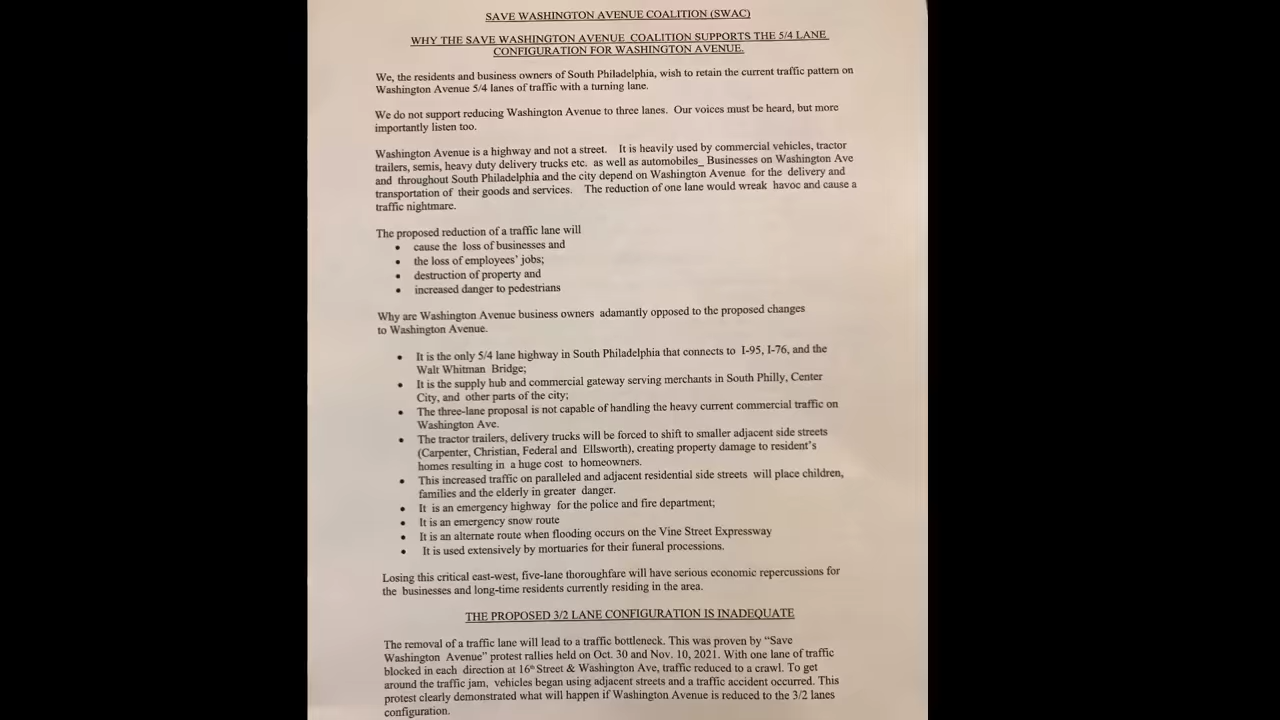 SAVE WASHINGTON AVENUE COALITION (SWAC)
WHY THE SAVE WASHINGTON AVENUE COALITION SUPPORTS THE 5/4 LANE
CONFIGURATION FOR WASHINGTON AVENUE.
We, the residents and business owners of South Philadelphia, wish to retain the current traffic pattern on
Washington Avenue 5/4 lanes of traffic with a turning lane.
We do not support reducing Washington Avenue to three lanes. Our voices must be heard, but more
importantly listen too.
Washington Avenue is a highway and not a street. It is heavily used by commercial vehicles, tractor
trailers, semis, heavy duty delivery trucks etc. as well as automobiles_ Businesses on Washington Ave
and throughout South Philadelphia and the city depend on Washington Avenue for the delivery and
transportation of their goods and services. The reduction of one lane would wreak havoc and cause a
traffic nightmare.
The proposed reduction of a traffic lane will
• cause the loss of businesses and
• the loss of employees' jobs;
• destruction of property and
• increased danger to pedestrians
Why are Washington Avenue business owners adamantly opposed to the proposed changes
to Washington Avenue.
• It is the only 5/4 lane highway in South Philadelphia that connects to I-95, I-76, and the
Walt Whitman Bridge;
• It is the supply hub and commercial gateway serving merchants in South Philly, Center
City, and other parts of the city;
• The three-lane proposal is not capable of handling the heavy current commercial traffic on
Washington Ave.
• The tractor trailers, delivery trucks will be forced to shift to smaller adjacent side streets
(Carpenter, Christian, Federal and Ellsworth), creating property damage to resident's
homes resulting in a huge cost to homeowners.
• This increased traffic on paralleled and adjacent residential side streets will place children,
families and the elderly in greater danger.
• It is an emergency highway for the police and fire department;
• It is an emergency snow route
• It is an alternate route when flooding occurs on the Vine Street Expressway
• It is used extensively by mortuaries for their funeral processions.
Losing this critical east-west, five-lane thoroughfare will have serious economic repercussions for
the businesses and long-time residents currently residing in the area.
THE PROPOSED 3/2 LANE CONFIGURATION IS INADEQUATE
The removal of a traffic lane will lead to a traffic bottleneck. This was proven by "Save
Washington Avenue" protest rallies held on Oct. 30 and Nov. 10, 2021. With one lane of traffic
blocked in each direction at 16th Street & Washington Ave, traffic reduced to a crawl. To get
around the traffic jam, vehicles began using adjacent streets and a traffic accident occurred. This
protest clearly demonstrated what will happen if Washington Avenue is reduced to the 3/2 lanes
configuration.